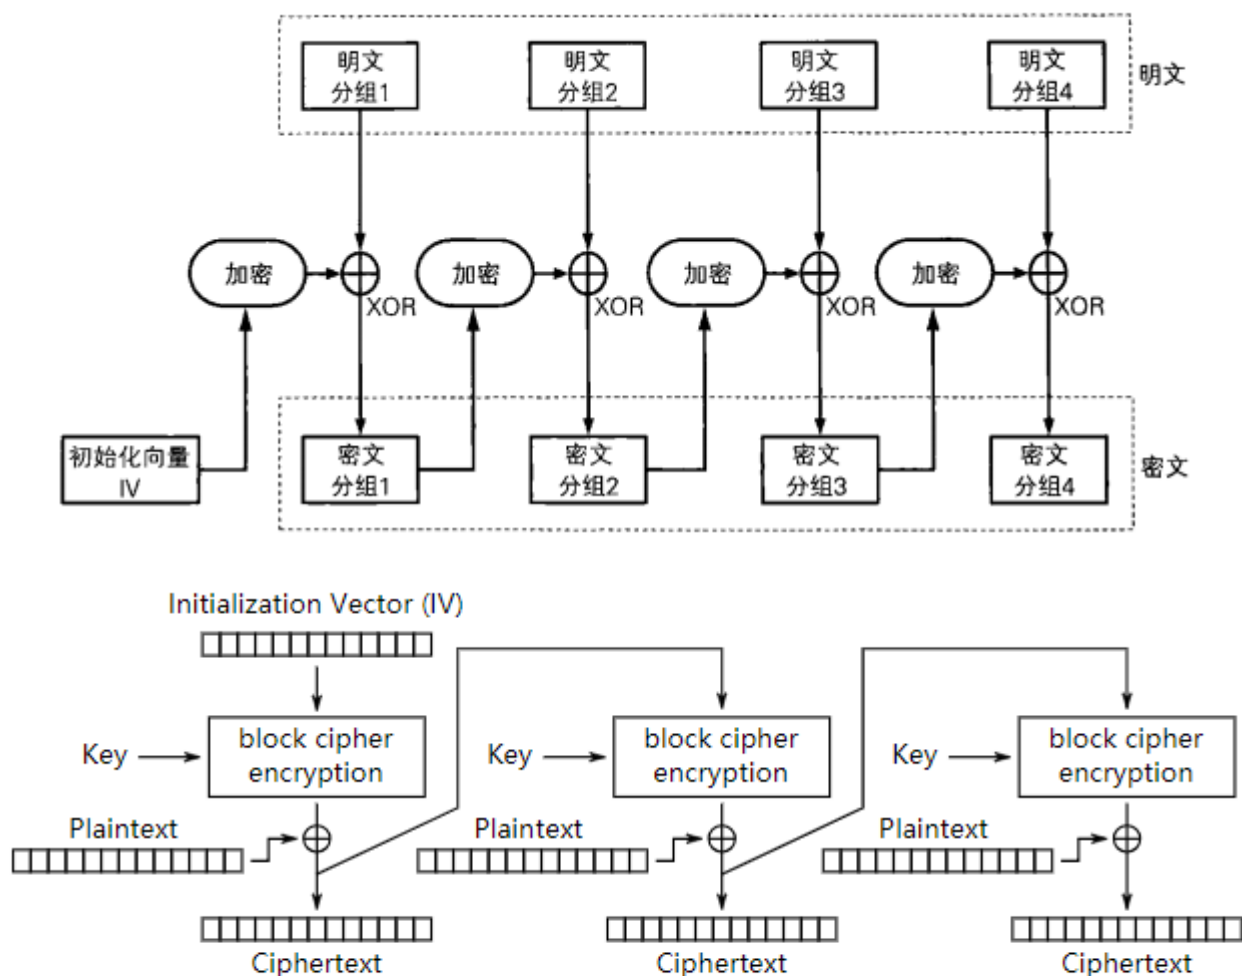 明文
分组1
明文
分组2
明文
分组3
明文
分组4
明文
加密
加密
加密
加密
XOR
XOR
XOR
XOR
初始化向量
IV
密文
分组1
密文
分组2
密文
分组3
密文
分组4
密文
Initialization Vector (IV)
Key
block cipher
encryption
Key
block cipher
encryption
Key
block cipher
encryption
Plaintext
Plaintext
Plaintext
Ciphertext
Ciphertext
Ciphertext